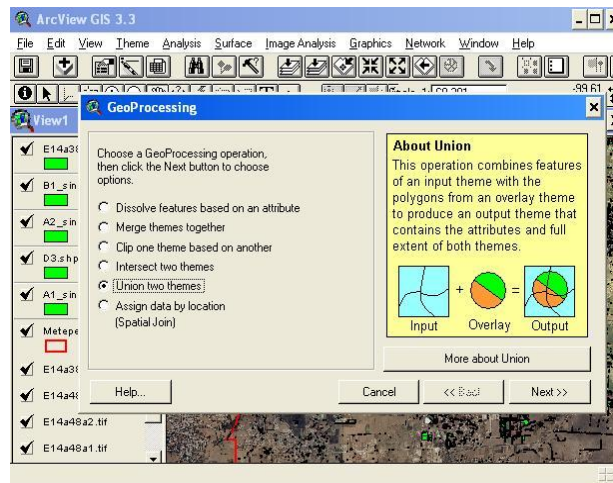 ArcView GIS 3.3
File Edit View Theme Analysis Surface Image Analysis Graphics Network Window Help
GeoProcessing
View1
Choose a GeoProcessing operation,
then click the Next button to choose
options.
Dissolve features based on an attribute
Merge themes together
Clip one theme based on another
Intersect two themes
Union two themes
Assign data by location
(Spatial Join)
About Union
This operation combines features
of an input theme with the
polygons from an overlay theme
to produce an output theme that
contains the attributes and full
extent of both themes.
+ =
Input Overlay Output
More about Union
Help... Cancel << Back Next >>
E14a38
B1_sin
A2_sin
D3.shp
A1_sin
Metepe
E14a38
E14a48
E14a48a2.tif
E14a48a1.tif